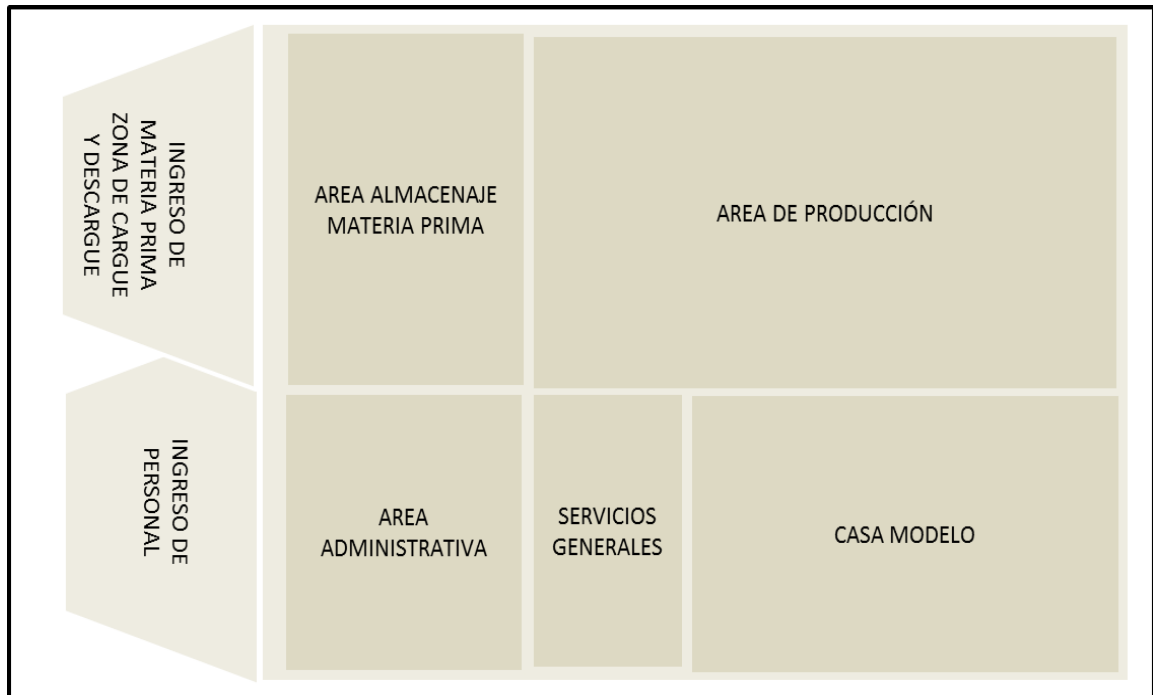 INGRESO DE
MATERIA PRIMA
ZONA DE CARGUE
Y DESCARGUE
AREA ALMACENAJE
MATERIA PRIMA
AREA DE PRODUCCIÓN
INGRESO DE
PERSONAL
AREA
ADMINISTRATIVA
SERVICIOS
GENERALES
CASA MODELO